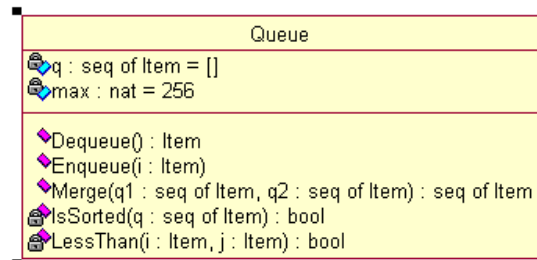 Queue
q : seq of Item = []
max : nat = 256
Dequeue() : Item
Enqueue(i : Item)
Merge(q1 : seq of Item, q2 : seq of Item) : seq of Item
IsSorted(q : seq of Item) : bool
LessThan(i : Item, j : Item) : bool